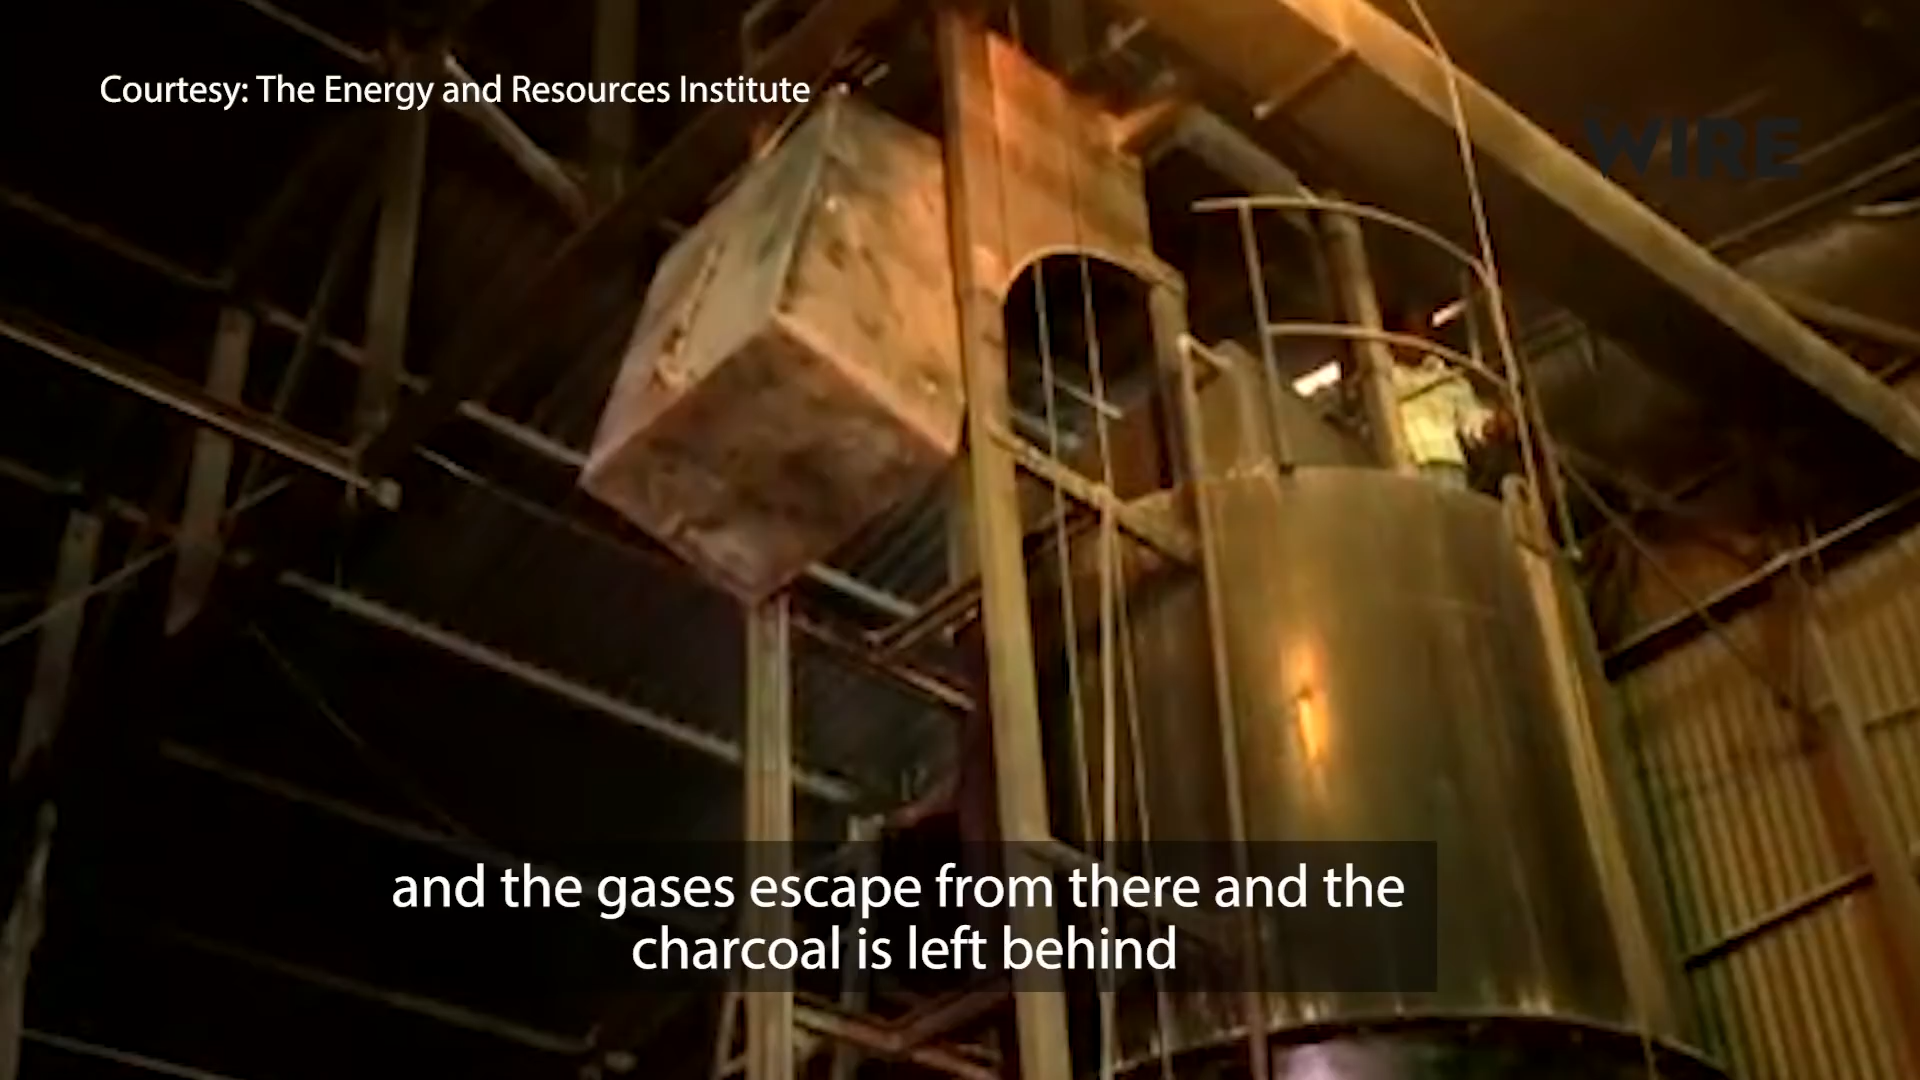 Courtesy: The Energy and Resources Institute
WIRE
and the gases escape from there and the
charcoal is left behind